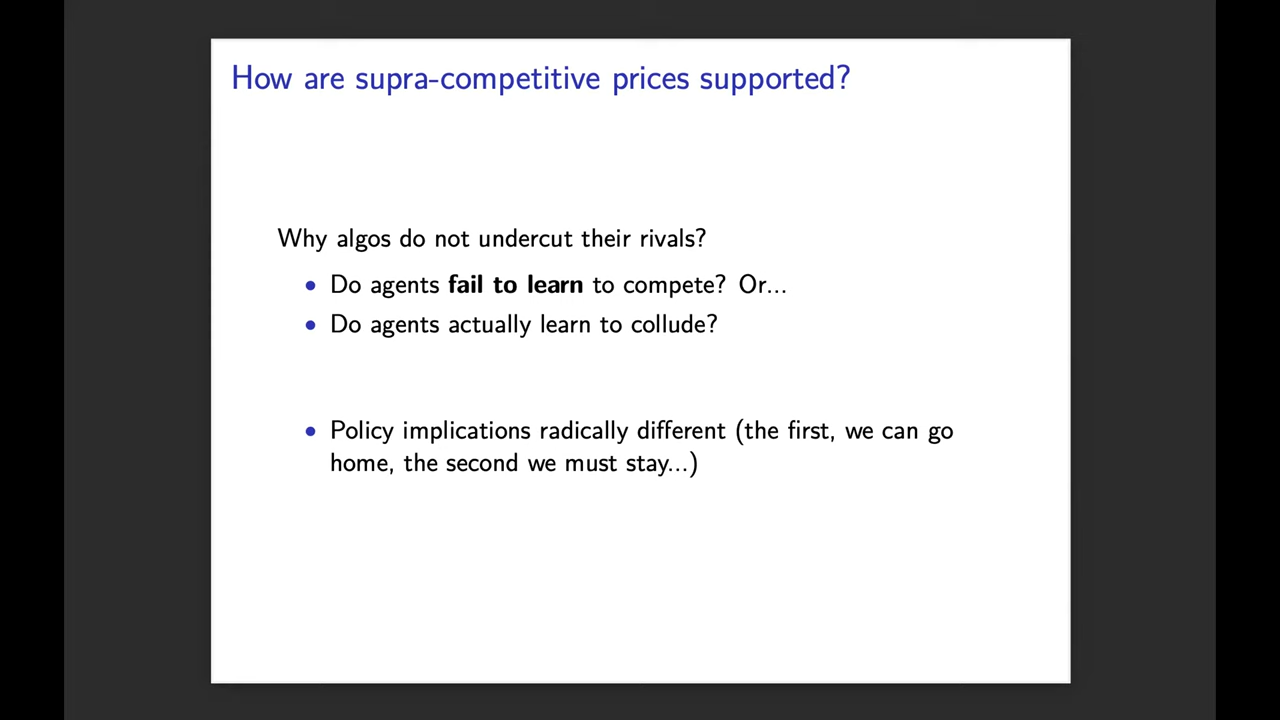 How are supra-competitive prices supported?
Why algos do not undercut their rivals?
• Do agents fail to learn to compete? Or...
• Do agents actually learn to collude?
• Policy implications radically different (the first, we can go
home, the second we must stay...)